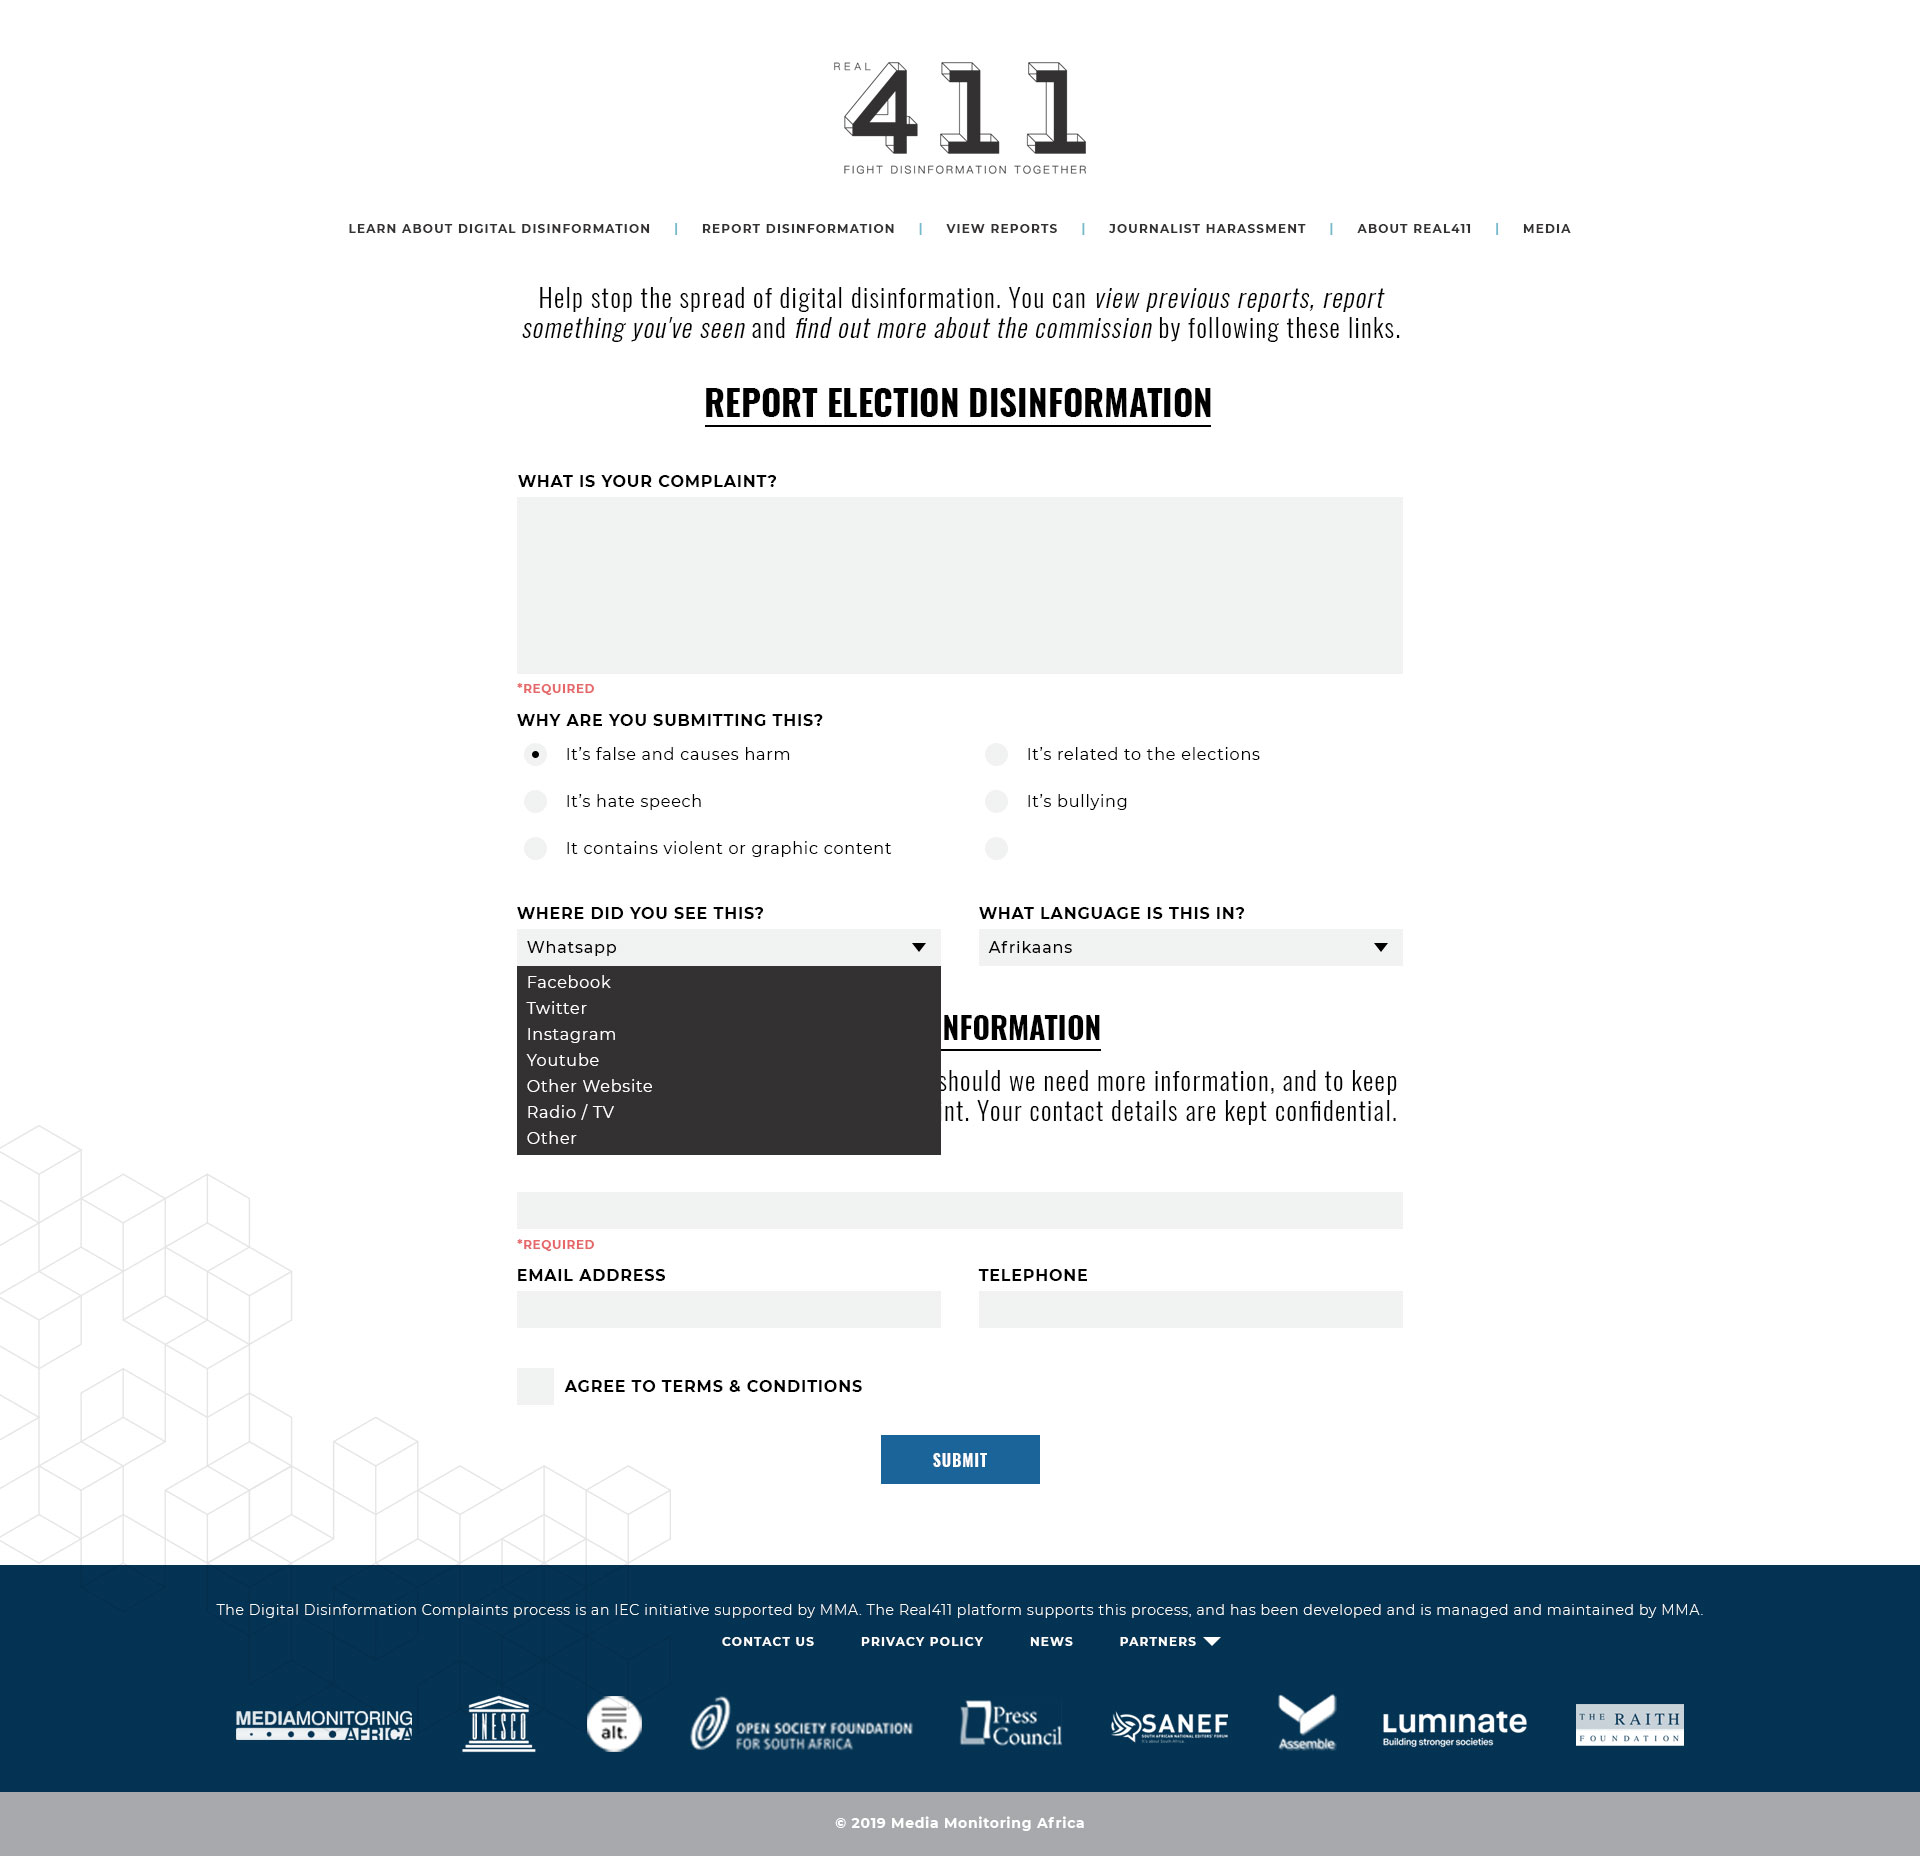 REAL
411
FIGHT DISINFORMATION TOGETHER
LEARN ABOUT DIGITAL DISINFORMATION | REPORT DISINFORMATION | VIEW REPORTS | JOURNALIST HARASSMENT | ABOUT REAL411 | MEDIA
Help stop the spread of digital disinformation. You can view previous reports, report
something you've seen and find out more about the commission by following these links.
REPORT ELECTION DISINFORMATION
WHAT IS YOUR COMPLAINT?
*REQUIRED
WHY ARE YOU SUBMITTING THIS?
It’s false and causes harm
It’s related to the elections
It’s hate speech
It’s bullying
It contains violent or graphic content
WHERE DID YOU SEE THIS?
WHAT LANGUAGE IS THIS IN?
Whatsapp
Afrikaans
Facebook
Twitter
Instagram
Youtube
Other Website
Radio / TV
Other
NFORMATION
should we need more information, and to keep
int. Your contact details are kept confidential.
*REQUIRED
EMAIL ADDRESS
TELEPHONE
AGREE TO TERMS & CONDITIONS
SUBMIT
The Digital Disinformation Complaints process is an IEC initiative supported by MMA. The Real411 platform supports this process, and has been developed and is managed and maintained by MMA.
CONTACT US PRIVACY POLICY NEWS PARTNERS
MEDIAMONITORING
AFRICA
UNESCO
alt.
OPEN SOCIETY FOUNDATION
FOR SOUTH AFRICA
Press
Council
SANEF
SOUTH AFRICAN NATIONAL EDITORS' FORUM
Assemble
Luminate
Building stronger societies
THE RAITH
FOUNDATION
© 2019 Media Monitoring Africa